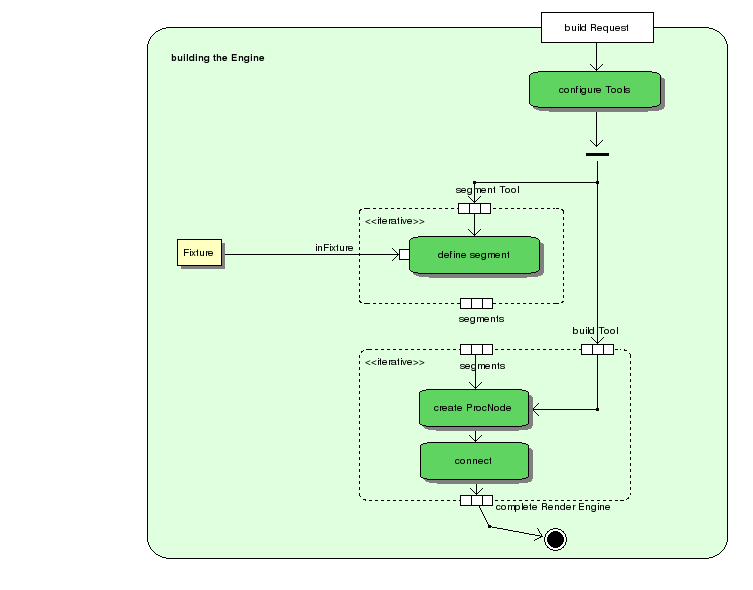 build Request
building the Engine
configure Tools
segment Tool
<<iterative>>
inFixture
Fixture
define segment
segments
build Tool
<<iterative>>
segments
create ProcNode
connect
complete Render Engine